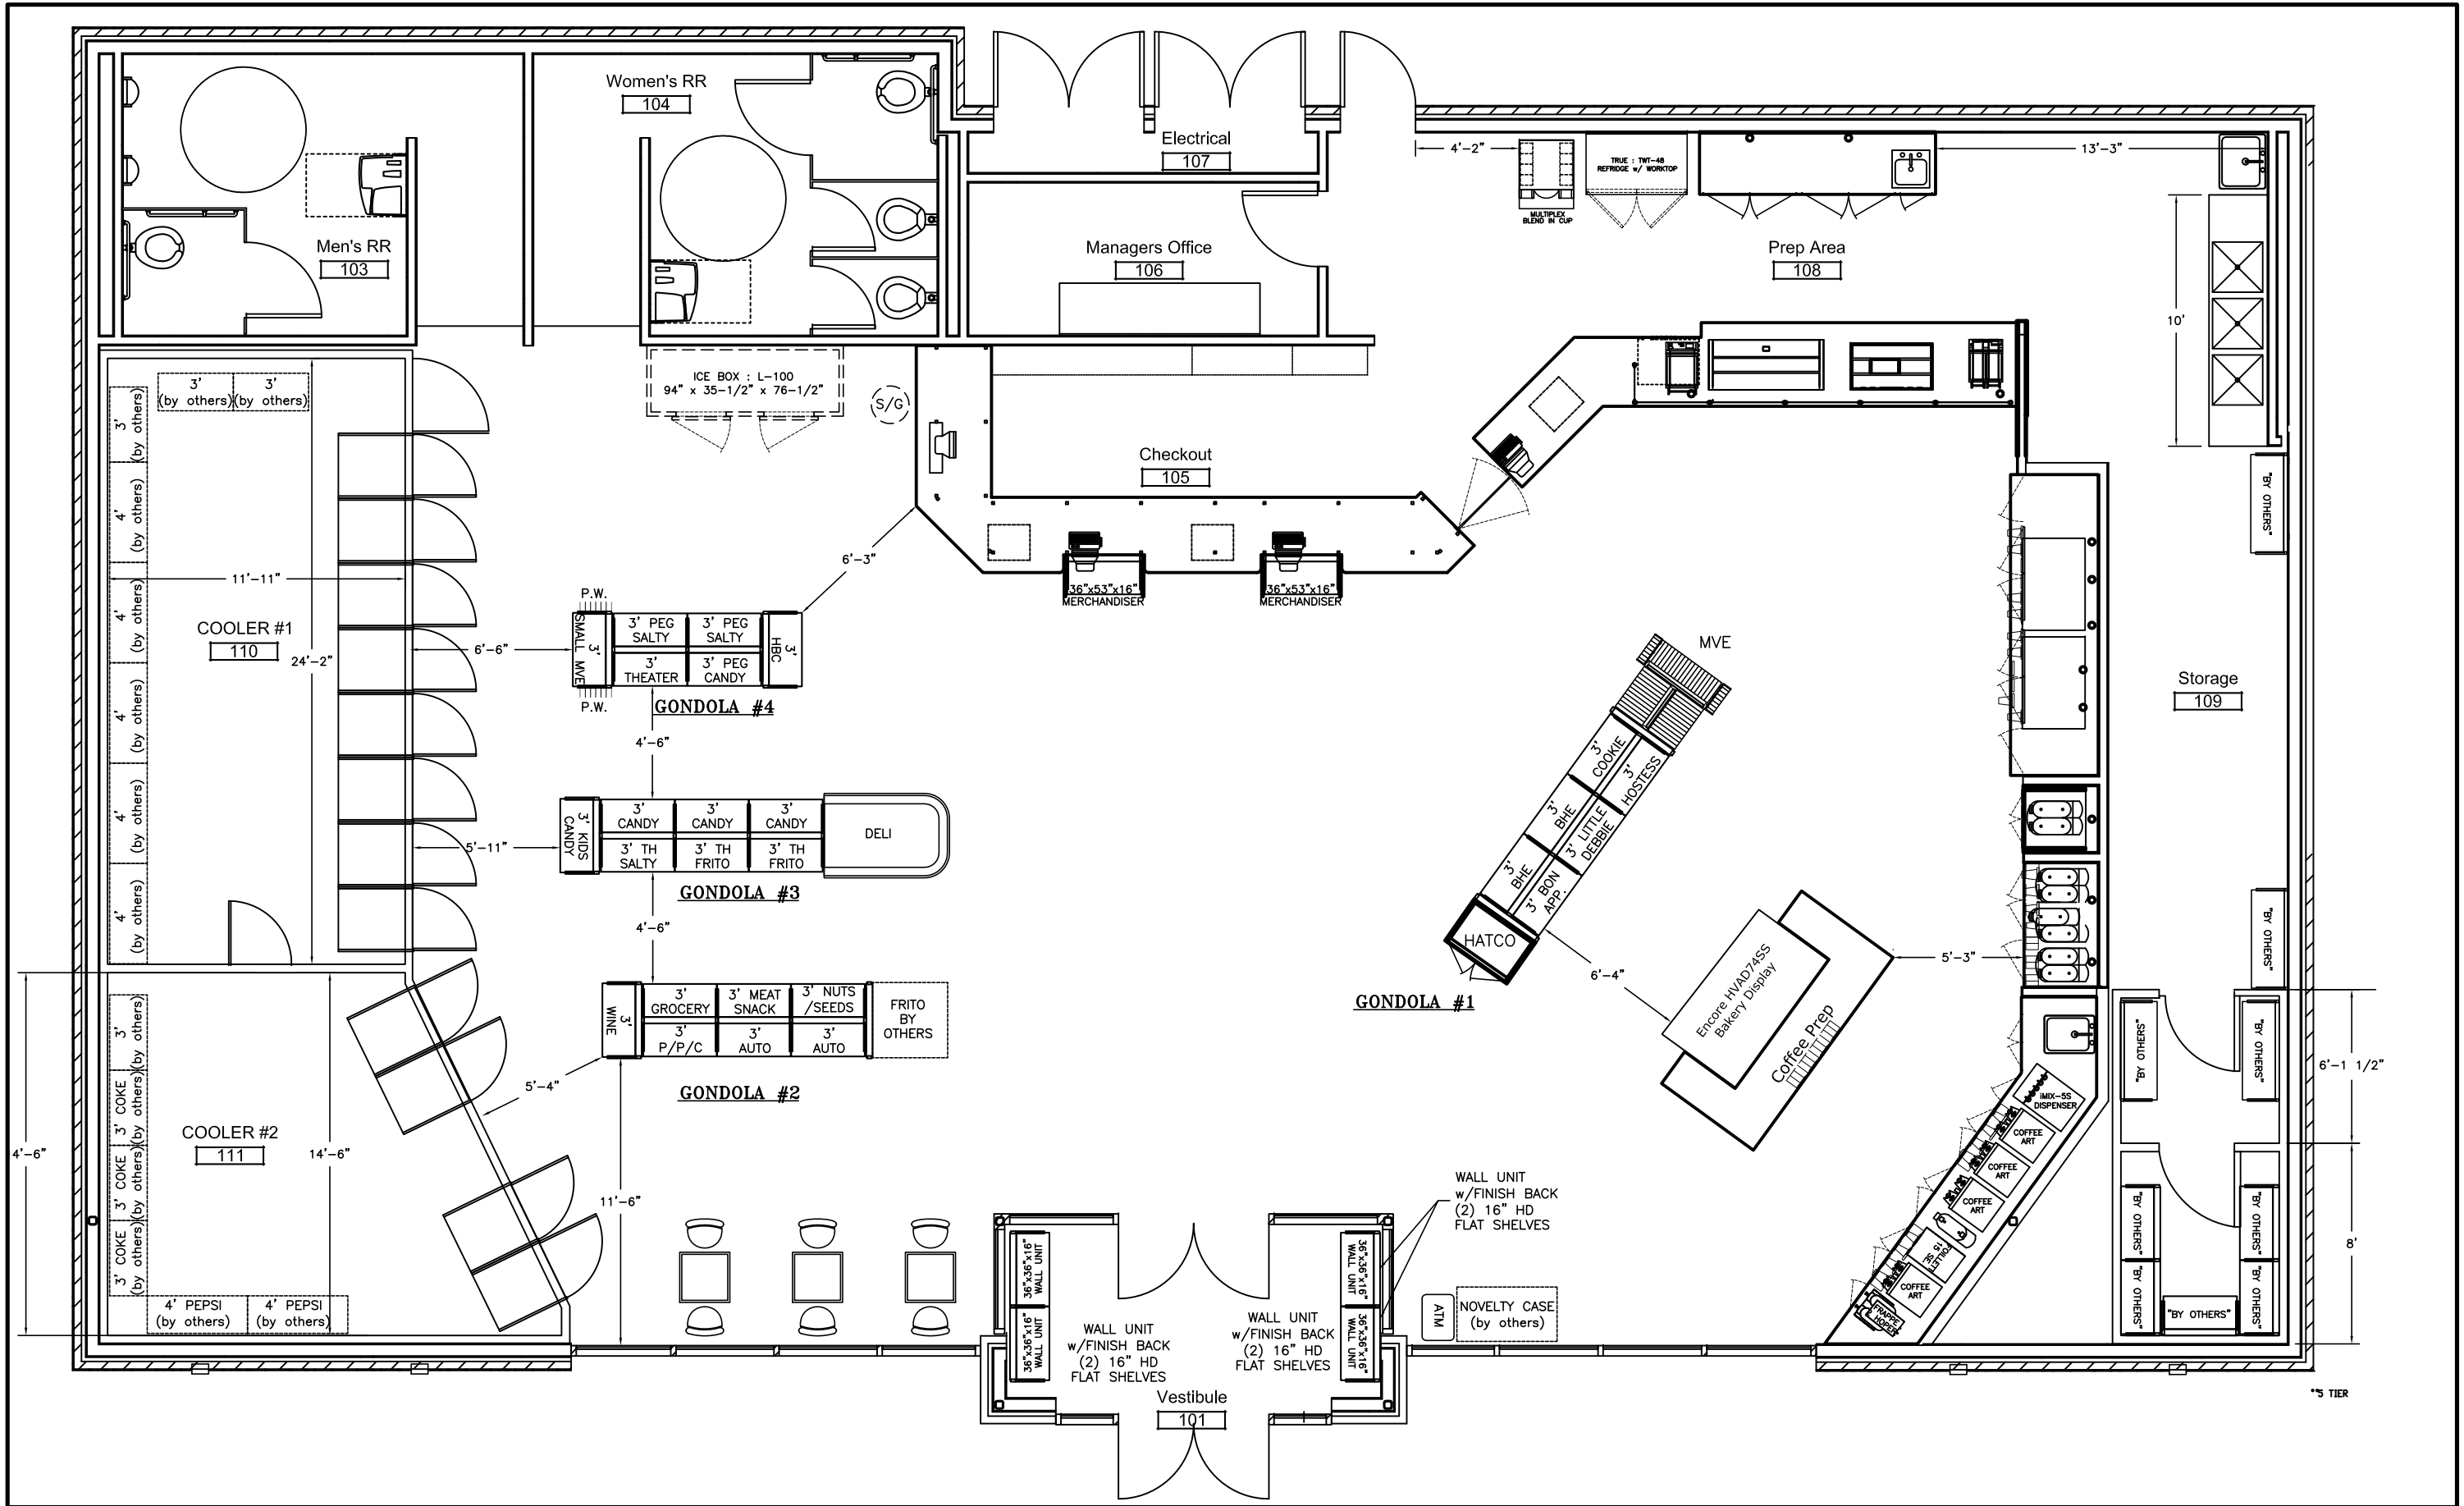 Women's RR
104
Electrical
107
4'-2"
TRUE : TWT-48
REFRIDGE w/ WORKTOP
13'-3"
MULTIPLEX
BLEND IN CUP
Men's RR
103
Managers Office
106
Prep Area
108
10'
3'
(by others)
3'
(by others)
ICE BOX : L-100
94" x 35-1/2" x 76-1/2"
S/G
3'
(by others)
4'
(by others)
4'
(by others)
4'
(by others)
4'
(by others)
4'
(by others)
4'
(by others)
Checkout
105
"BY OTHERS"
11'-11"
COOLER #1
110
24'-2"
6'-6"
6'-3"
36"x53"x16"
MERCHANDISER
36"x53"x16"
MERCHANDISER
P.W.
3'
SMALL MVE
3' PEG
SALTY
3' PEG
SALTY
3'
THEATER
3' PEG
CANDY
3'
HBC
P.W.
GONDOLA #4
MVE
Storage
109
4'-6"
3'
COOKIE
3'
HOSTESS
3'
BHE
3' LITTLE
DEBBIE
3'
BHE
3' BON
APP.
HATCO
GONDOLA #1
5'-11"
3' KIDS
CANDY
3'
CANDY
3'
CANDY
3'
CANDY
3' TH
SALTY
3' TH
FRITO
3' TH
FRITO
DELI
GONDOLA #3
4'-6"
6'-4"
Encore HVAD74SS
Bakery Display
Coffee Prep
5'-3"
"BY OTHERS"
3'
WINE
3'
GROCERY
3' MEAT
SNACK
3' NUTS
/SEEDS
3'
P/P/C
3'
AUTO
3'
AUTO
FRITO
BY
OTHERS
GONDOLA #2
5'-4"
11'-6"
3'
(by others)
3' COKE
(by others)
3' COKE
(by others)
3' COKE
(by others)
COOLER #2
111
4'-6"
14'-6"
4' PEPSI
(by others)
4' PEPSI
(by others)
"BY OTHERS"
"BY OTHERS"
6'-1 1/2"
iMIX-5S
DISPENSER
COFFEE
ART
COFFEE
ART
COFFEE
ART
FOLLETT
15 SE
COFFEE
ART
FRAPPE
HOPER
"BY OTHERS"
"BY OTHERS"
"BY OTHERS"
"BY OTHERS"
"BY OTHERS"
8'
WALL UNIT
w/FINISH BACK
(2) 16" HD
FLAT SHELVES
36"x36"x16"
WALL UNIT
36"x36"x16"
WALL UNIT
36"x36"x16"
WALL UNIT
36"x36"x16"
WALL UNIT
WALL UNIT
w/FINISH BACK
(2) 16" HD
FLAT SHELVES
WALL UNIT
w/FINISH BACK
(2) 16" HD
FLAT SHELVES
ATM
NOVELTY CASE
(by others)
Vestibule
101
**5 TIER